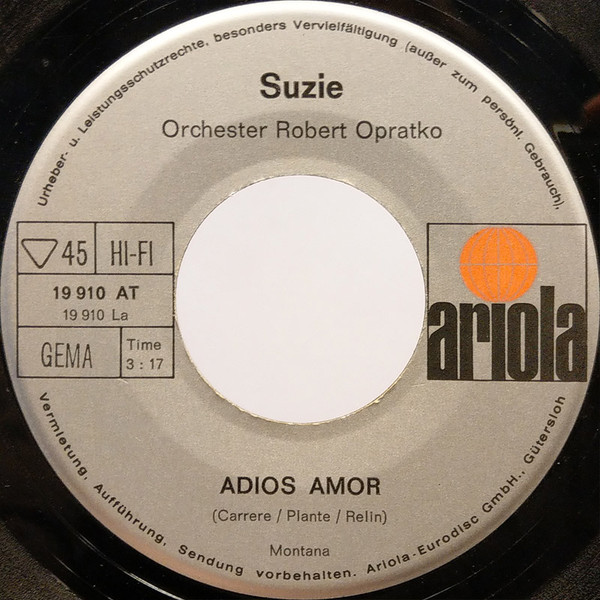 Urheber- u. Leistungsschutzrechte, besonders Vervielfältigung (außer zum persönl. Gebrauch),
Suzie
Orchester Robert Opratko
45 HI-FI
19 910 AT
19 910 La
GEMA
Time
3 : 17
ariola
ADIOS AMOR
(Carrere / Plante / Relin)
Montana
Vermietung, Aufführung, Sendung vorbehalten. Ariola-Eurodisc GmbH., Gütersloh